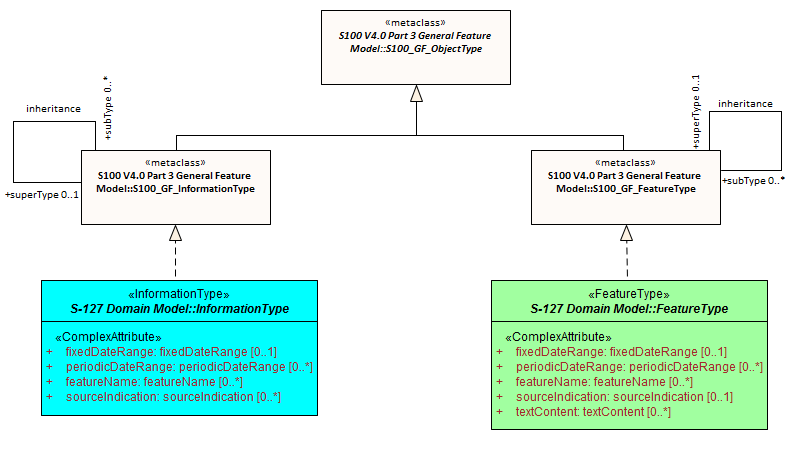 «metaclass»
S100 V4.0 Part 3 General Feature
Model::S100_GF_ObjectType
inheritance
+subType 0..*
+superType 0..1
«metaclass»
S100 V4.0 Part 3 General Feature
Model::S100_GF_InformationType
inheritance
+superType 0..1
+subType 0..*
«metaclass»
S100 V4.0 Part 3 General Feature
Model::S100_GF_FeatureType
«InformationType»
S-127 Domain Model::InformationType
«ComplexAttribute»
+ fixedDateRange: fixedDateRange [0..1]
+ periodicDateRange: periodicDateRange [0..*]
+ featureName: featureName [0..*]
+ sourceIndication: sourceIndication [0..*]
«FeatureType»
S-127 Domain Model::FeatureType
«ComplexAttribute»
+ fixedDateRange: fixedDateRange [0..1]
+ periodicDateRange: periodicDateRange [0..*]
+ featureName: featureName [0..*]
+ sourceIndication: sourceIndication [0..1]
+ textContent: textContent [0..*]